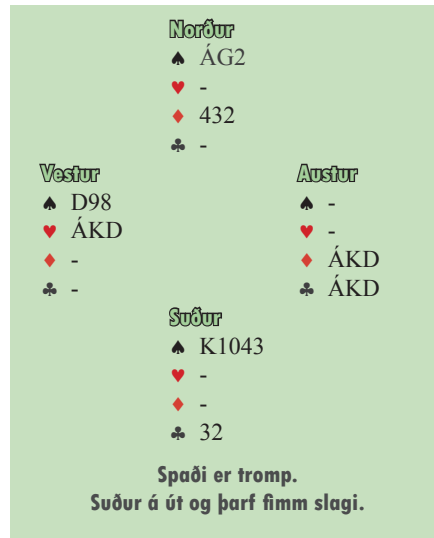 Norður
♠ ÁG2
♥ -
♦ 432
♣ -
Vestur
♠ D98
♥ ÁKD
♦ -
♣ -
Austur
♠ -
♥ -
♦ ÁKD
♣ ÁKD
Suður
♠ K1043
♥ -
♦ -
♣ 32
Spaði er tromp.
Suður á út og þarf fimm slagi.